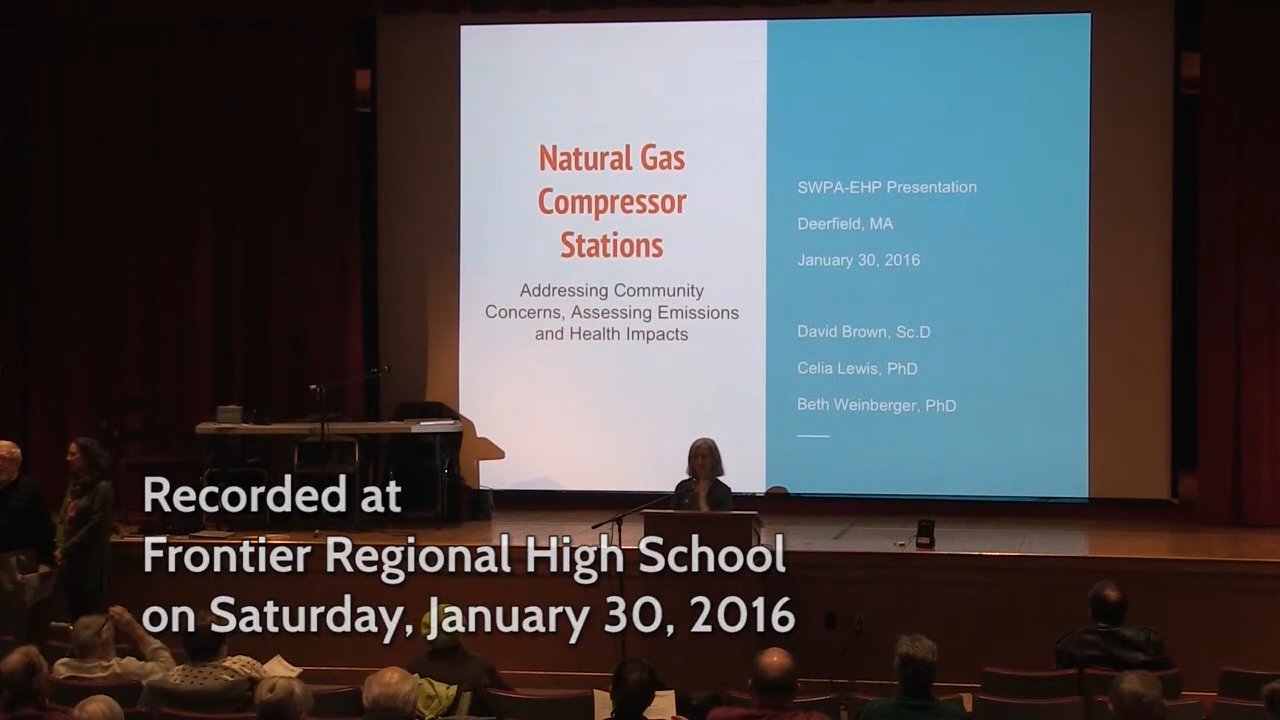 Natural Gas
Compressor
Stations
Addressing Community
Concerns, Assessing Emissions
and Health Impacts
SWPA-EHP Presentation
Deerfield, MA
January 30, 2016
David Brown, Sc.D
Celia Lewis, PhD
Beth Weinberger, PhD
Recorded at
Frontier Regional High School
on Saturday, January 30, 2016